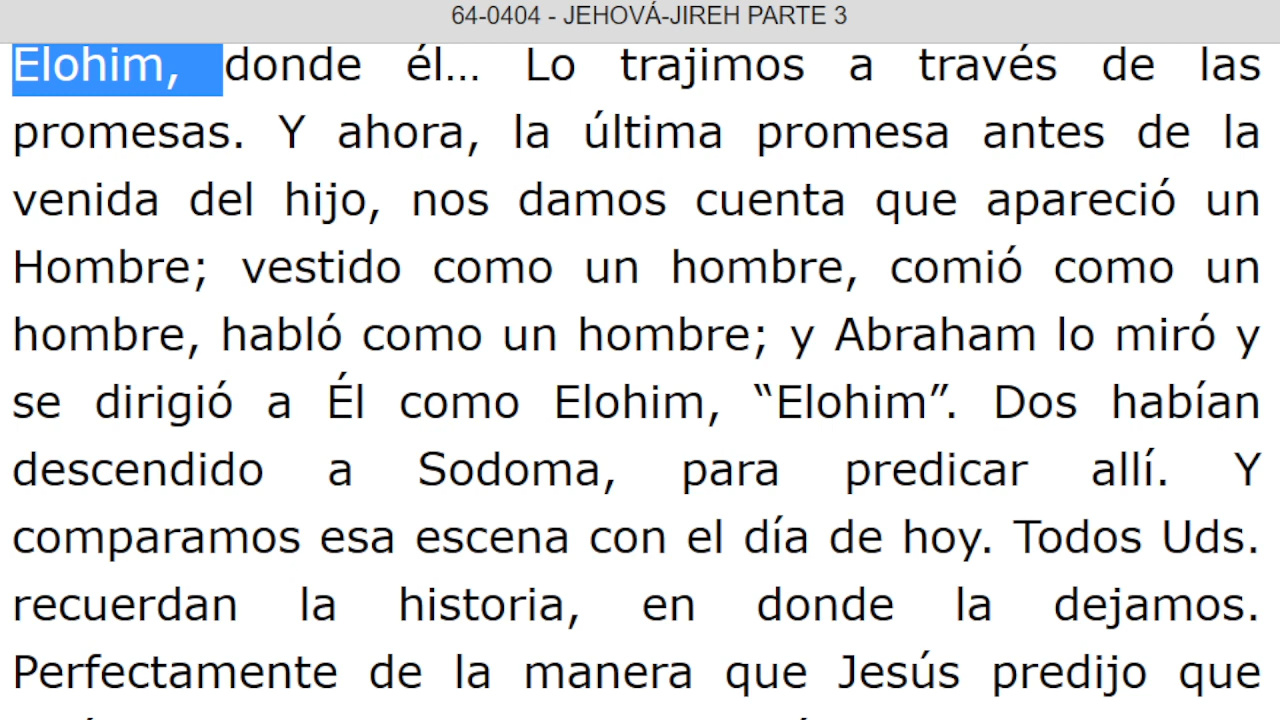 64-0404 - JEHOVÁ-JIREH PARTE 3
Elohim, donde él... Lo trajimos a través de las
promesas. Y ahora, la última promesa antes de la
venida del hijo, nos damos cuenta que apareció un
Hombre; vestido como un hombre, comió como un
hombre, habló como un hombre; y Abraham lo miró y
se dirigió a Él como Elohim, “Elohim”. Dos habían
descendido a Sodoma, para predicar allí. Y
comparamos esa escena con el día de hoy. Todos Uds.
recuerdan la historia, en donde la dejamos.
Perfectamente de la manera que Jesús predijo que